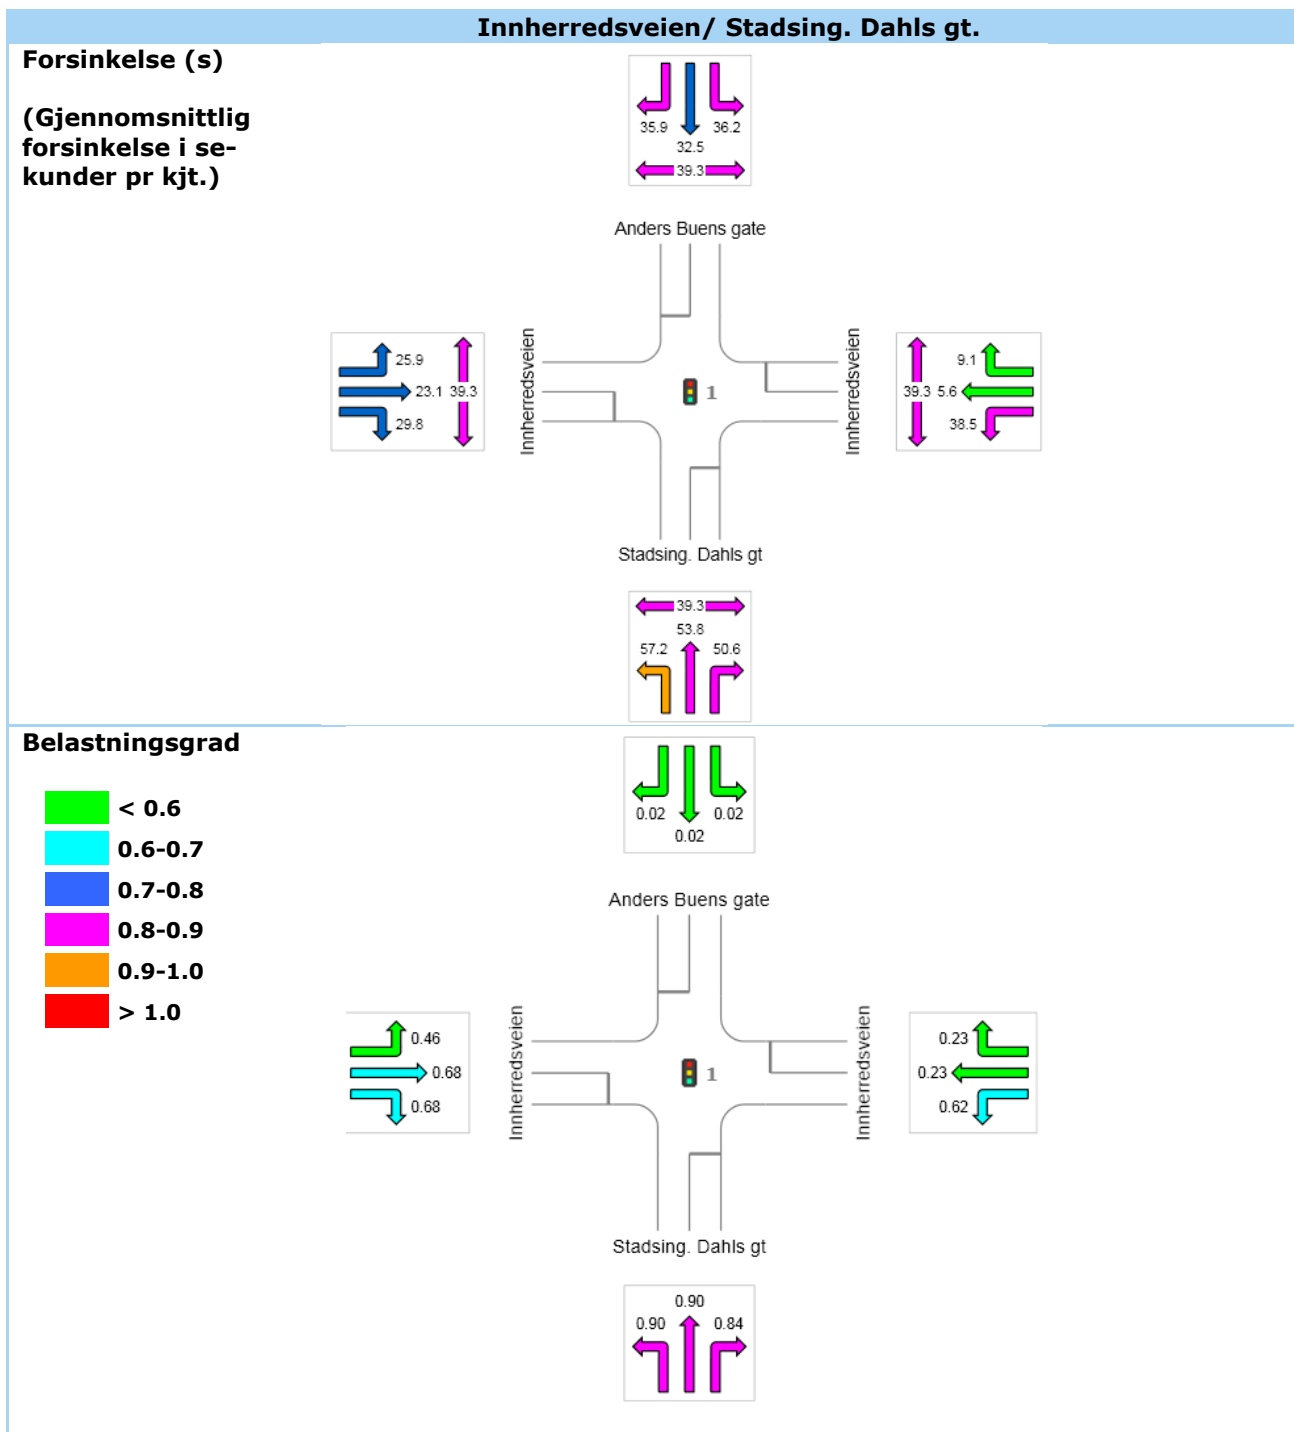 Innherredsveien/ Stadsing. Dahls gt.
Forsinkelse (s)
(Gjennomsnittlig
forsinkelse i se-
kunder pr kjt.)
35.9 36.2
32.5
39.3
Anders Buens gate
25.9
23.1 39.3
29.8
Innherredsveien
1
Innherredsveien
9.1
39.3 5.6
38.5
Stadsing. Dahls gt
39.3
53.8
57.2 50.6
Belastningsgrad
< 0.6
0.6-0.7
0.7-0.8
0.8-0.9
0.9-1.0
> 1.0
0.02 0.02
0.02
Anders Buens gate
0.46
0.68
0.68
Innherredsveien
1
Innherredsveien
0.23
0.23
0.62
Stadsing. Dahls gt
0.90
0.90 0.84